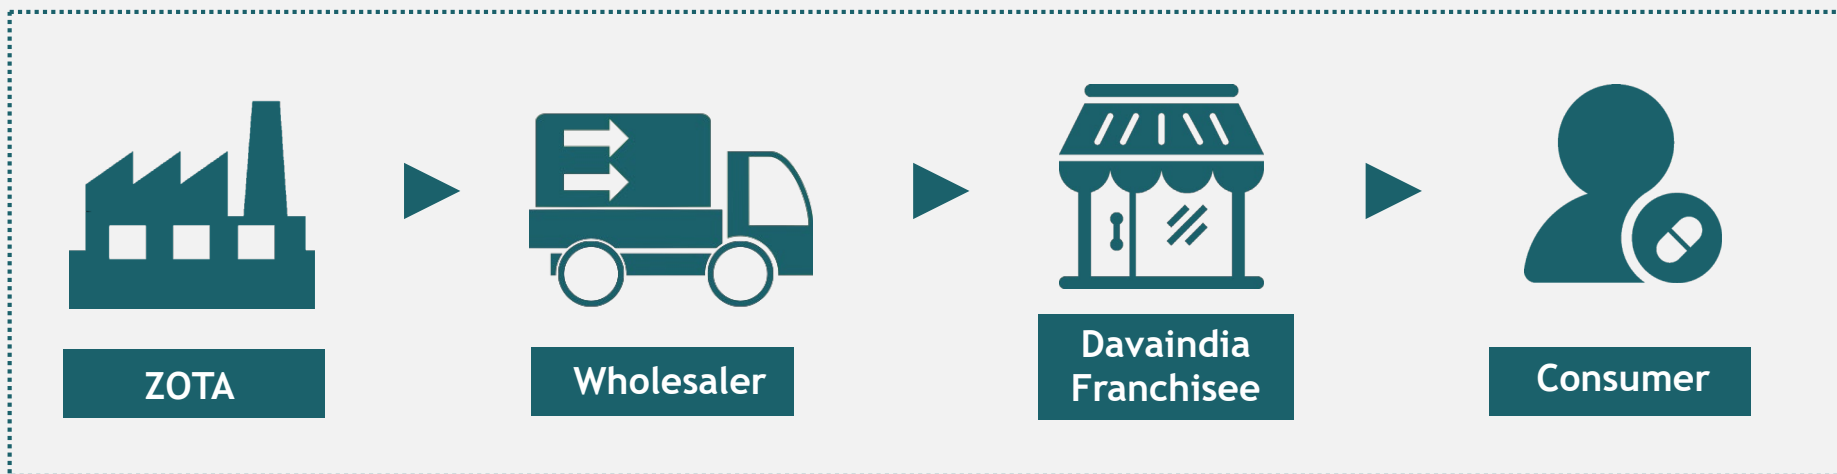 ZOTA
Wholesaler
Davaindia
Franchisee
Consumer